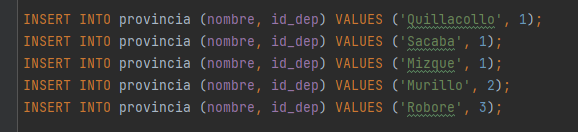 INSERT INTO provincia (nombre, id_dep) VALUES ('Quillacollo', 1);
INSERT INTO provincia (nombre, id_dep) VALUES ('Sacaba', 1);
INSERT INTO provincia (nombre, id_dep) VALUES ('Mizque', 1);
INSERT INTO provincia (nombre, id_dep) VALUES ('Murillo', 2);
INSERT INTO provincia (nombre, id_dep) VALUES ('Robore', 3);